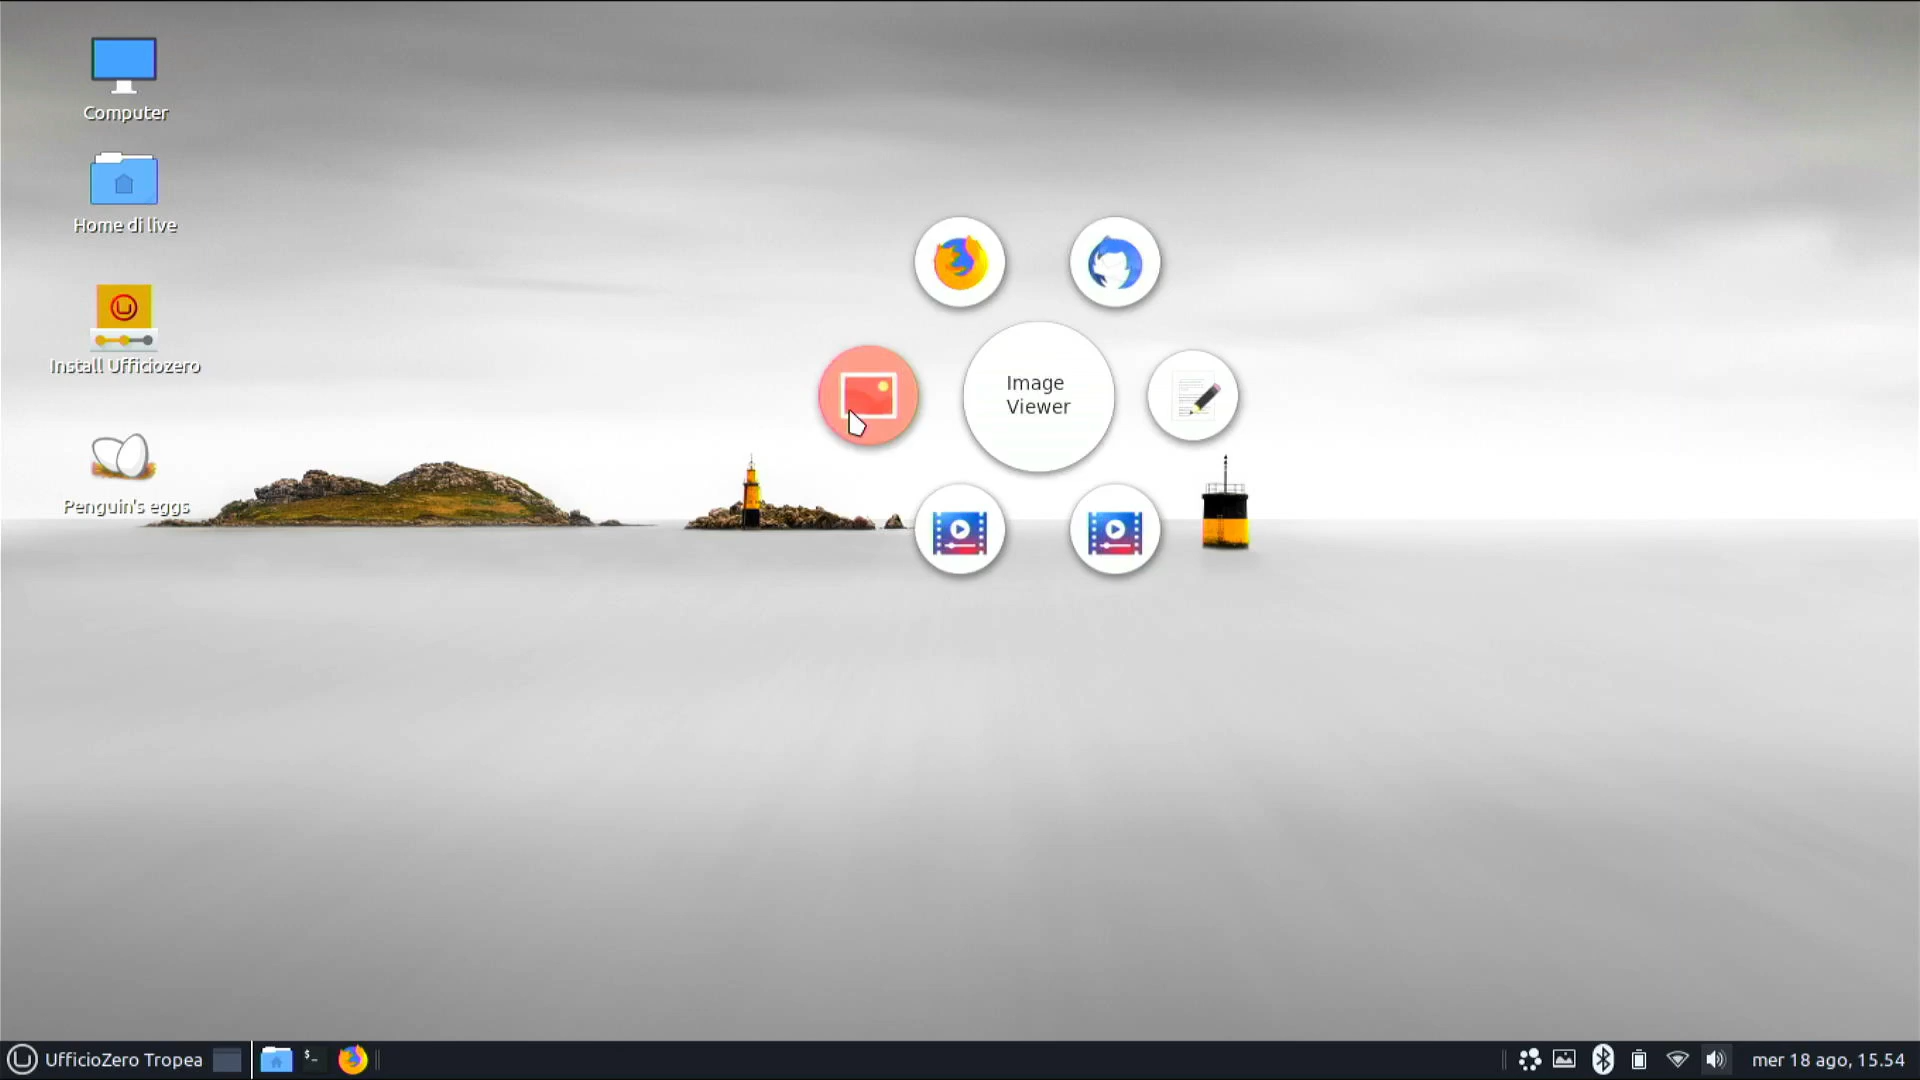 Computer
Home di live
Install Ufficiozero
Penguin's eggs
Image
Viewer
UfficioZero Tropea
$_
mer 18 ago, 15.54